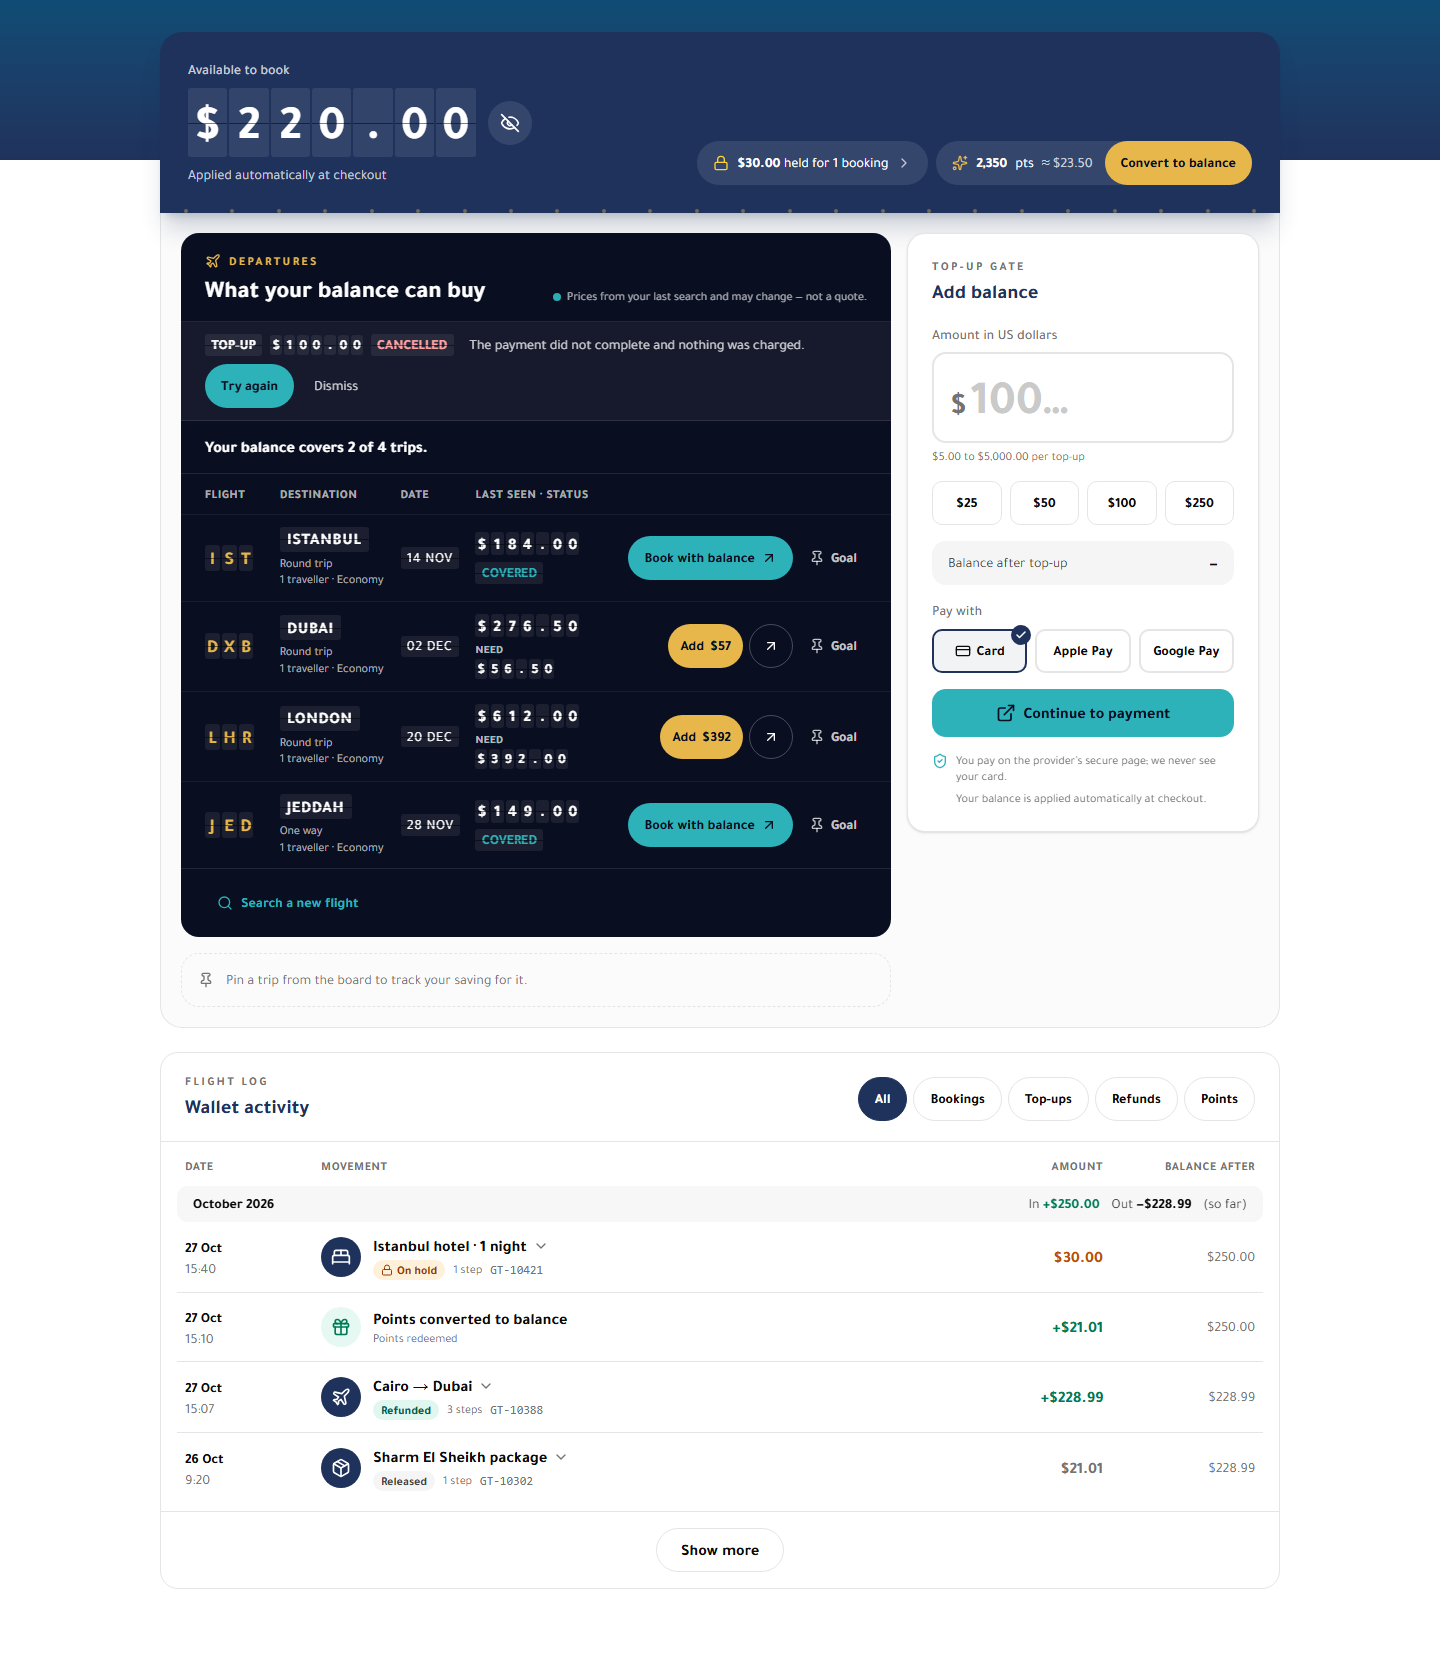 Available to book
$220.00
Applied automatically at checkout
$30.00 held for 1 booking
2,350 pts ≈ $23.50
Convert to balance
DEPARTURES
What your balance can buy
Prices from your last search and may change – not a quote.
TOP-UP $100.00 CANCELLED The payment did not complete and nothing was charged.
Try again
Dismiss
Your balance covers 2 of 4 trips.
FLIGHT DESTINATION DATE LAST SEEN · STATUS
IST
ISTANBUL
Round trip
1 traveller · Economy
14 NOV
$184.00
COVERED
Book with balance
Goal
DXB
DUBAI
Round trip
1 traveller · Economy
02 DEC
$276.50
NEED
$56.50
Add $57
Goal
LHR
LONDON
Round trip
1 traveller · Economy
20 DEC
$612.00
NEED
$392.00
Add $392
Goal
JED
JEDDAH
One way
1 traveller · Economy
28 NOV
$149.00
COVERED
Book with balance
Goal
Search a new flight
Pin a trip from the board to track your saving for it.
TOP-UP GATE
Add balance
Amount in US dollars
$ 100...
$5.00 to $5,000.00 per top-up
$25 $50 $100 $250
Balance after top-up –
Pay with
Card Apple Pay Google Pay
Continue to payment
You pay on the provider's secure page; we never see
your card.
Your balance is applied automatically at checkout.
FLIGHT LOG
Wallet activity
All Bookings Top-ups Refunds Points
DATE MOVEMENT AMOUNT BALANCE AFTER
October 2026 In +$250.00 Out –$228.99 (so far)
27 Oct
15:40
Istanbul hotel · 1 night
On hold 1 step GT-10421
$30.00
$250.00
27 Oct
15:10
Points converted to balance
Points redeemed
+$21.01
$250.00
27 Oct
15:07
Cairo → Dubai
Refunded 3 steps GT-10388
+$228.99
$228.99
26 Oct
9:20
Sharm El Sheikh package
Released 1 step GT-10302
$21.01
$228.99
Show more